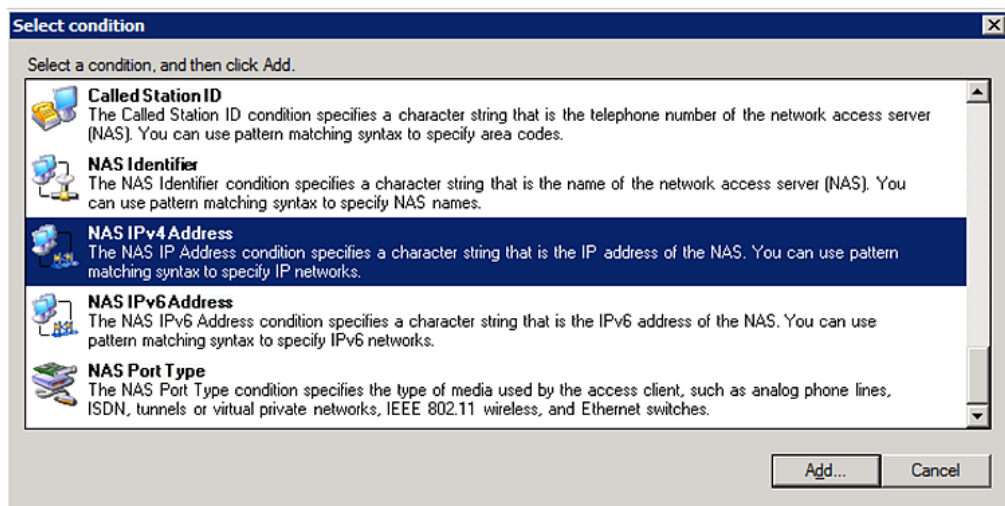 Select condition
Select a condition, and then click Add.
Called Station ID
The Called Station ID condition specifies a character string that is the telephone number of the network access server
(NAS). You can use pattern matching syntax to specify area codes.
NAS Identifier
The NAS Identifier condition specifies a character string that is the name of the network access server (NAS). You
can use pattern matching syntax to specify NAS names.
NAS IPv4 Address
The NAS IP Address condition specifies a character string that is the IP address of the NAS. You can use pattern
matching syntax to specify IP networks.
NAS IPv6 Address
The NAS IPv6 Address condition specifies a character string that is the IPv6 address of the NAS. You can use
pattern matching syntax to specify IPv6 networks.
NAS Port Type
The NAS Port Type condition specifies the type of media used by the access client, such as analog phone lines,
ISDN, tunnels or virtual private networks, IEEE 802.11 wireless, and Ethernet switches.
Add... Cancel